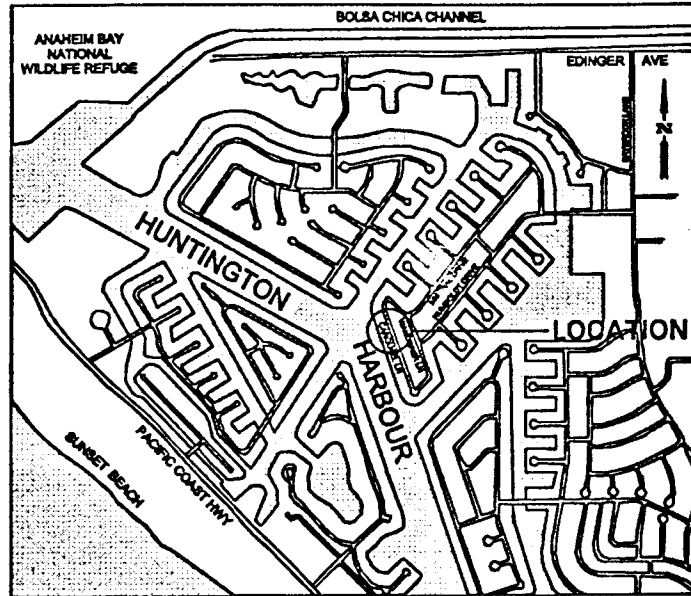 BOLSA CHICA CHANNEL
ANAHEIM BAY
NATIONAL
WILDLIFE REFUGE
EDINGER AVE
N
HUNTINGTON
HARBOUR
LOCATION
PACIFIC COAST HWY
SUNSET BEACH